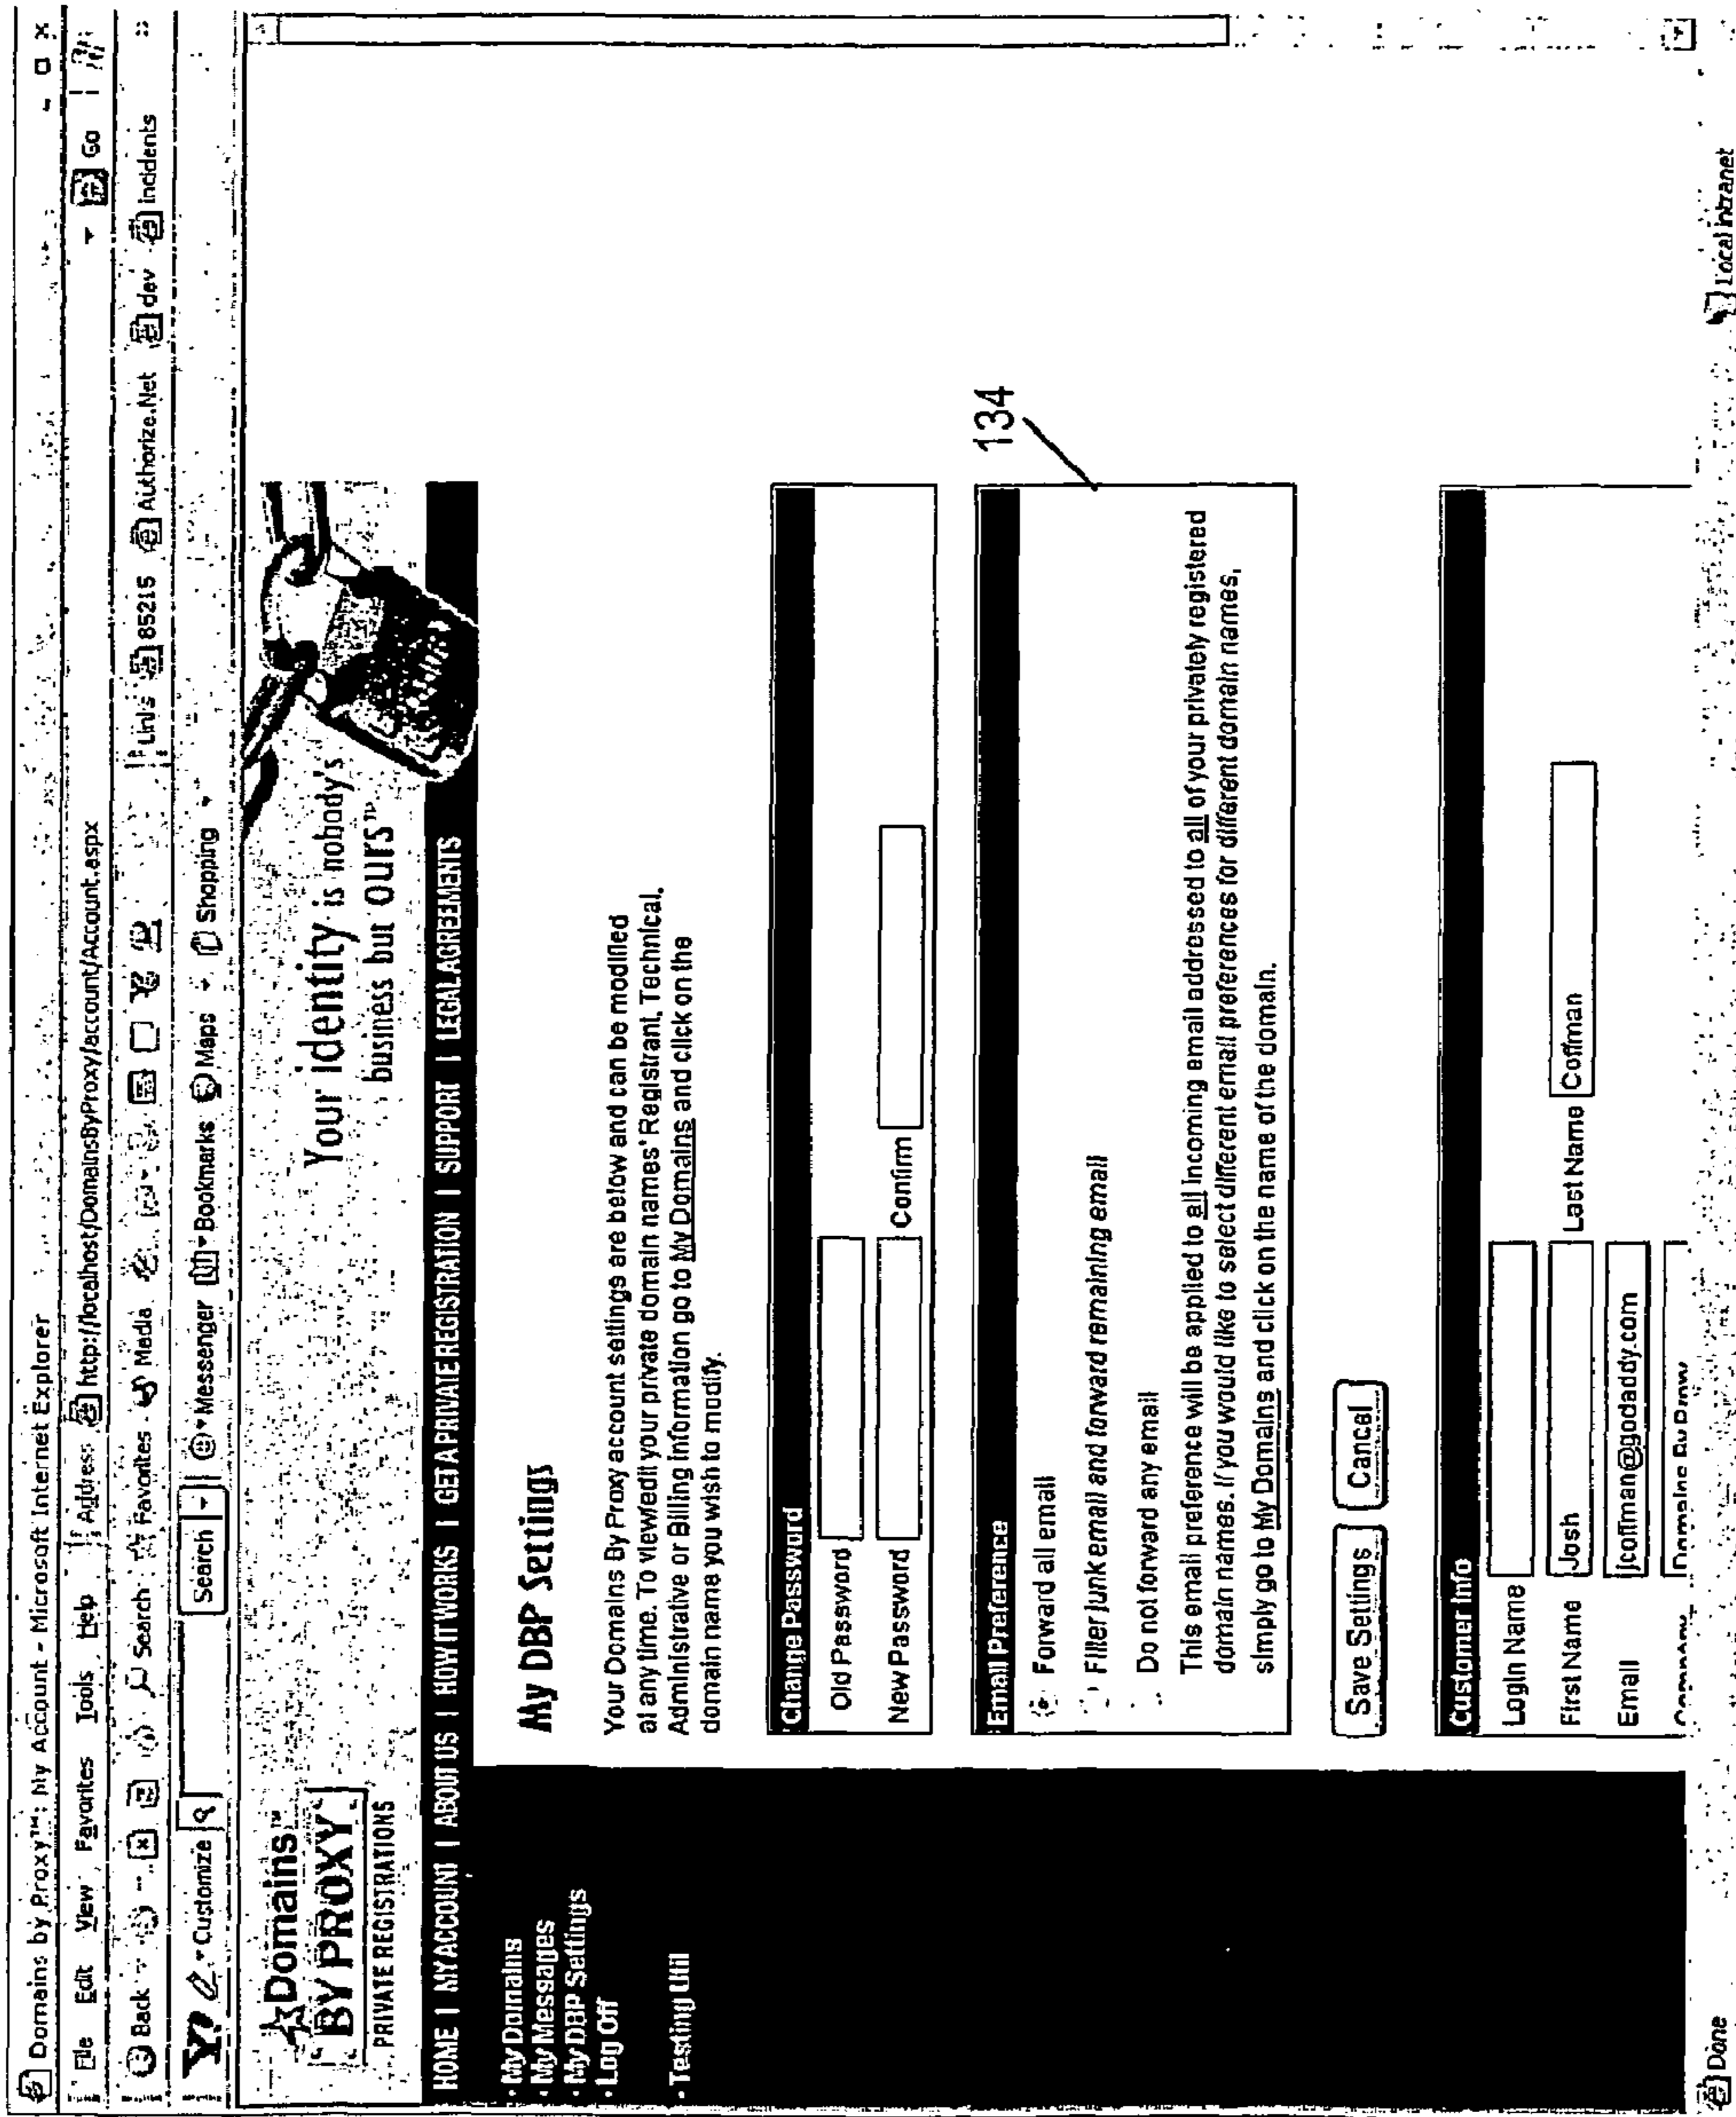 Domains by Proxy™: My Account - Microsoft Internet Explorer
File Edit View Favorites Tools Help Address http://localhost/DomainsByProxy/account/Account.aspx Go
Back Search Favorites Media Links 85215 Authorize.Net dev Incidents
Y! Customize Search Messenger Bookmarks Maps Shopping
Domains™
BY PROXY
PRIVATE REGISTRATIONS
Your identity is nobody's
business but OURS™
HOME | MY ACCOUNT | ABOUT US | HOW IT WORKS | GET A PRIVATE REGISTRATION | SUPPORT | LEGAL AGREEMENTS
· My Domains
· My Messages
· My DBP Settings
· Log Off
· Testing Util
My DBP Settings
Your Domains By Proxy account settings are below and can be modified
at any time. To view/edit your private domain names' Registrant, Technical,
Administrative or Billing information go to My Domains and click on the
domain name you wish to modify.
Change Password
Old Password
New Password Confirm
134
Email Preference
Forward all email
Filter junk email and forward remaining email
Do not forward any email
This email preference will be applied to all incoming email addressed to all of your privately registered
domain names. If you would like to select different email preferences for different domain names,
simply go to My Domains and click on the name of the domain.
Save Settings Cancel
Customer Info
Login Name
First Name Josh Last Name Coffman
Email jcoffman@godaddy.com
Company Domains By Proxy
Done Local intranet